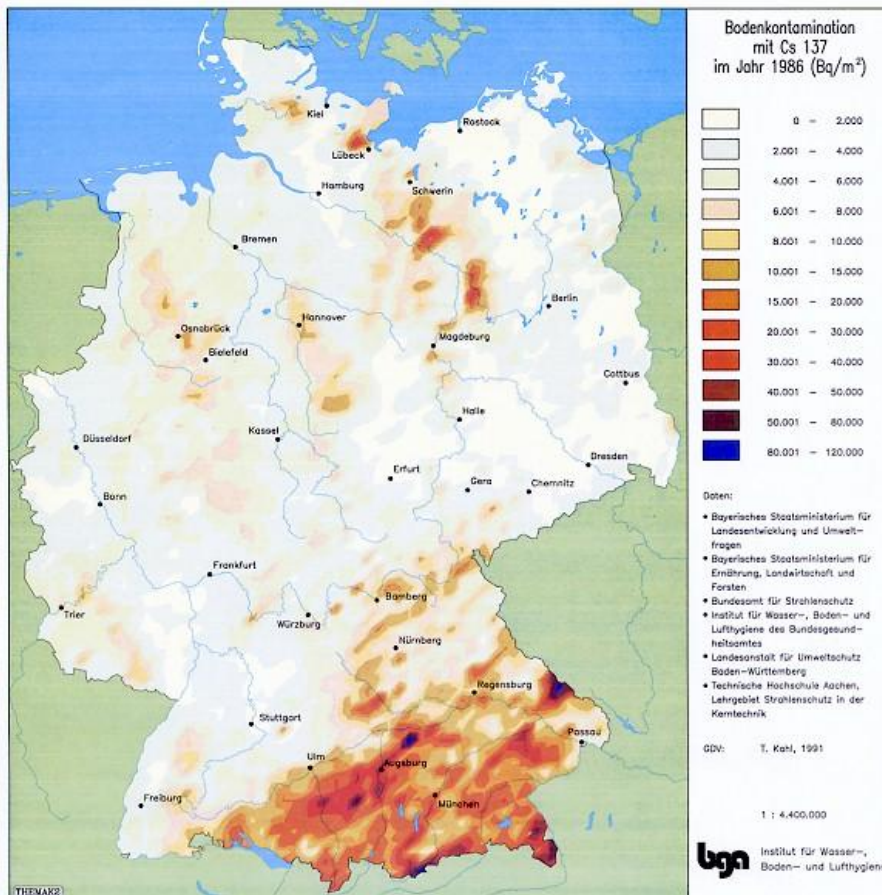 Bodenkontamination
mit Cs 137
im Jahr 1986 (Bq/m²)
0 – 2.000
2.001 – 4.000
4.001 – 6.000
6.001 – 8.000
8.001 – 10.000
10.001 – 15.000
15.001 – 20.000
20.001 – 30.000
30.001 – 40.000
40.001 – 50.000
50.001 – 80.000
80.001 – 120.000
Daten:
• Bayerisches Staatsministerium für
Landesentwicklung und Umwelt–
fragen
• Bayerisches Staatsministerium für
Ernährung, Landwirtschaft und
Forsten
• Bundesamt für Strahlenschutz
• Institut für Wasser–, Boden– und
Lufthygiene des Bundesgesund–
heitsamtes
• Landesanstalt für Umweltschutz
Baden–Württemberg
• Technische Hochschule Aachen,
Lehrgebiet Strahlenschutz in der
Kerntechnik
GDV: T. Kahl, 1991
1 : 4.400.000
bga Institut für Wasser–,
Boden– und Lufthygiene
Kiel
Rostock
Lübeck
Schwerin
Hamburg
Bremen
Berlin
Hannover
Osnabrück
Magdeburg
Bielefeld
Cottbus
Halle
Kassel
Düsseldorf
Dresden
Erfurt
Gera
Chemnitz
Bonn
Frankfurt
Bamberg
Trier
Würzburg
Nürnberg
Regensburg
Stuttgart
Passau
Ulm
Augsburg
München
Freiburg
THEMAK2